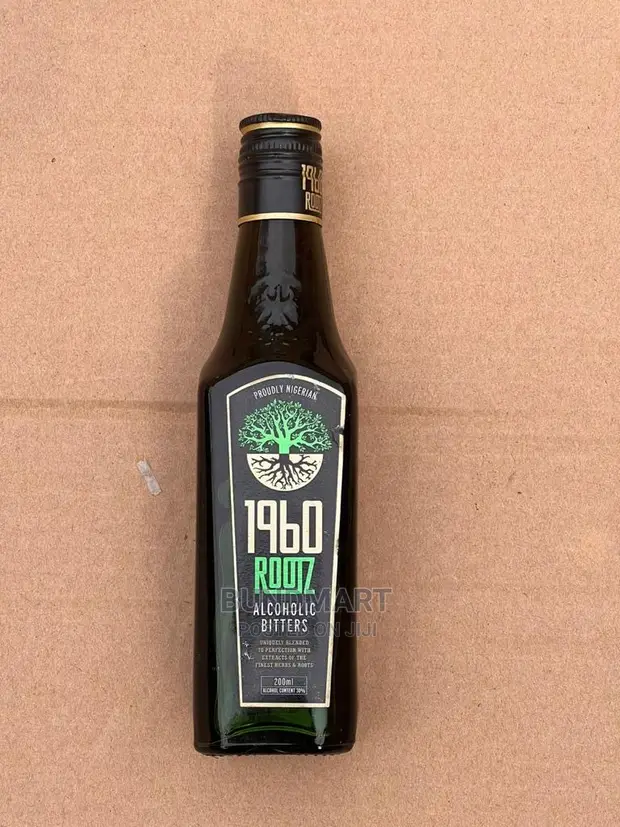 1960
ROOTZ
PROUDLY NIGERIAN
1960
ROOTZ
ALCOHOLIC
BITTERS
UNIQUELY BLENDED
TO PERFECTION WITH
EXTRACTS OF THE
FINEST HERBS & ROOTS
200ml
ALCOHOL CONTENT 30%
BUNDMART
POSTED ON JIJI